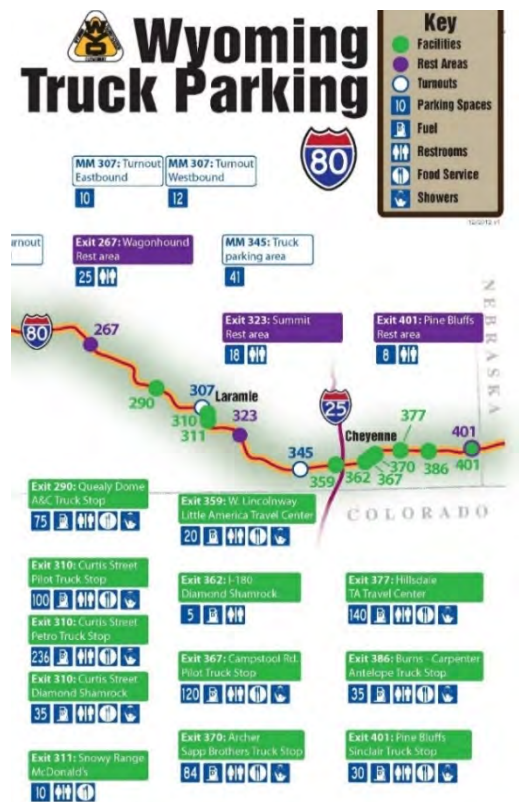 WYO
Wyoming
Truck Parking
Key
Facilities
Rest Areas
Turnouts
10 Parking Spaces
Fuel
Restrooms
Food Service
Showers
80
MM 307: Turnout
Eastbound
10
MM 307: Turnout
Westbound
12
urnout
Exit 267: Wagonhound
Rest area
25
MM 345: Truck
parking area
41
Exit 323: Summit
Rest area
18
Exit 401: Pine Bluffs
Rest area
8
NEBRASKA
80
267
290
307
Laramie
310
311
323
345
25
Cheyenne
359
362
367
370
377
386
401
401
COLORADO
Exit 290: Quealy Dome
A&C Truck Stop
75
Exit 310: Curtis Street
Pilot Truck Stop
100
Exit 310: Curtis Street
Petro Truck Stop
236
Exit 310: Curtis Street
Diamond Shamrock
35
Exit 311: Snowy Range
McDonald's
10
Exit 359: W. Lincolnway
Little America Travel Center
20
Exit 362: I-180
Diamond Shamrock
5
Exit 367: Campstool Rd.
Pilot Truck Stop
120
Exit 370: Archer
Sapp Brothers Truck Stop
84
Exit 377: Hillsdale
TA Travel Center
140
Exit 386: Burns - Carpenter
Antelope Truck Stop
35
Exit 401: Pine Bluffs
Sinclair Truck Stop
30